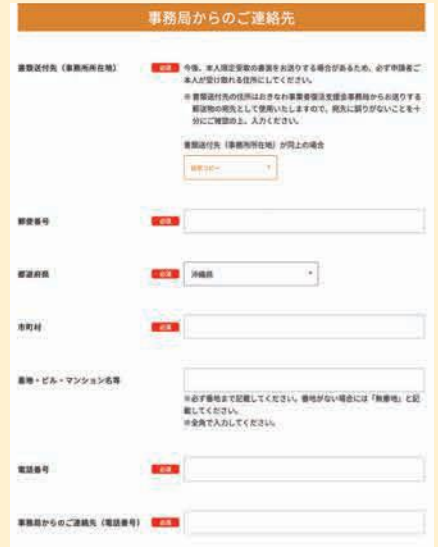 事務局からのご連絡先
書類送付先（事務所所在地）
必須
今後、本人限定受取の書面をお送りする場合があるため、必ず申請者ご
本人が受け取れる住所にしてください。
※書類送付先の住所はおきなわ事業者復活支援金事務局からお送りする
郵送物の宛先として使用いたしますので、宛先に誤りがないことを十
分にご確認の上、入力ください。
書類送付先（事務所所在地）が同上の場合
郵便番号
必須
都道府県
必須
沖縄県
市町村
必須
番地・ビル・マンション名等
※必ず番地まで記載してください。番地がない場合には「無番地」と記
載してください。
※全角で入力してください。
電話番号
必須
事務局からのご連絡先（電話番号）
必須